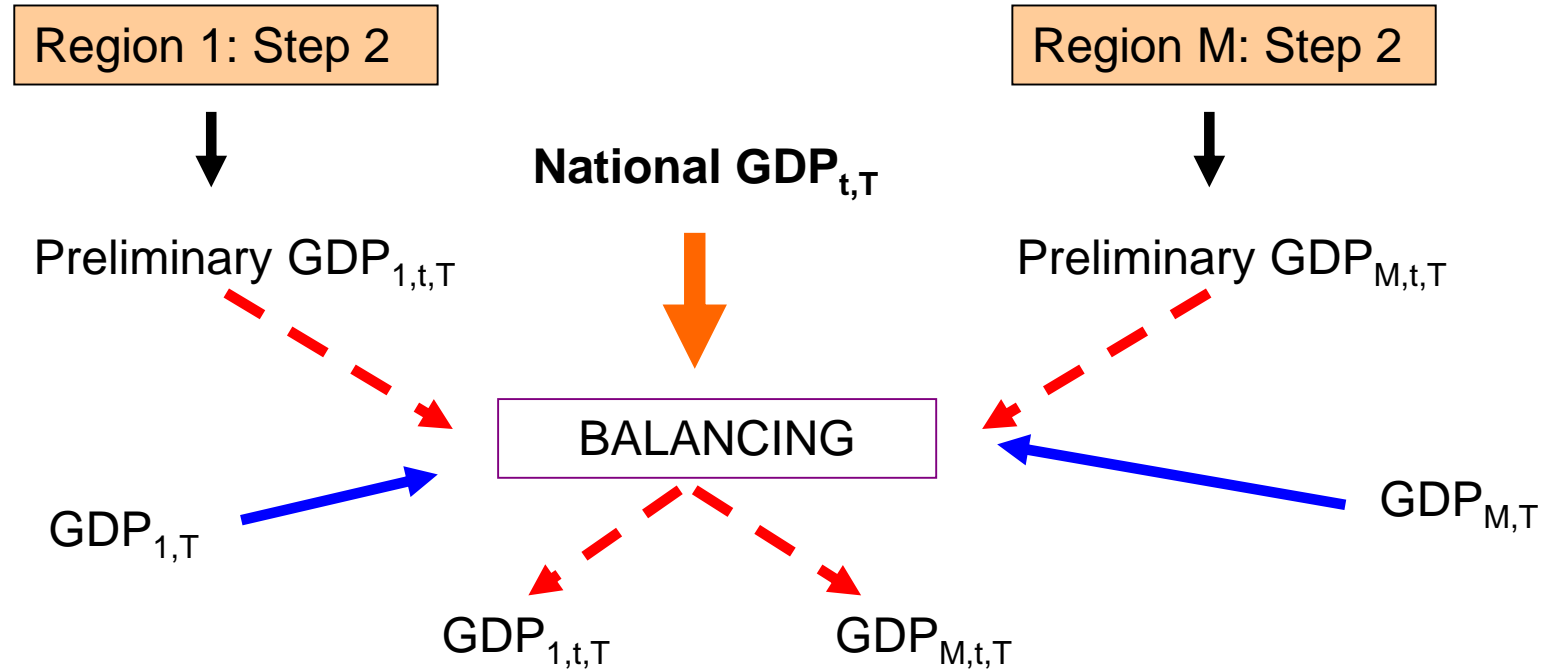 Region 1: Step 2
Region M: Step 2
National GDPt,T
Preliminary GDP1,t,T
Preliminary GDPM,t,T
BALANCING
GDP1,T
GDPM,T
GDP1,t,T
GDPM,t,T